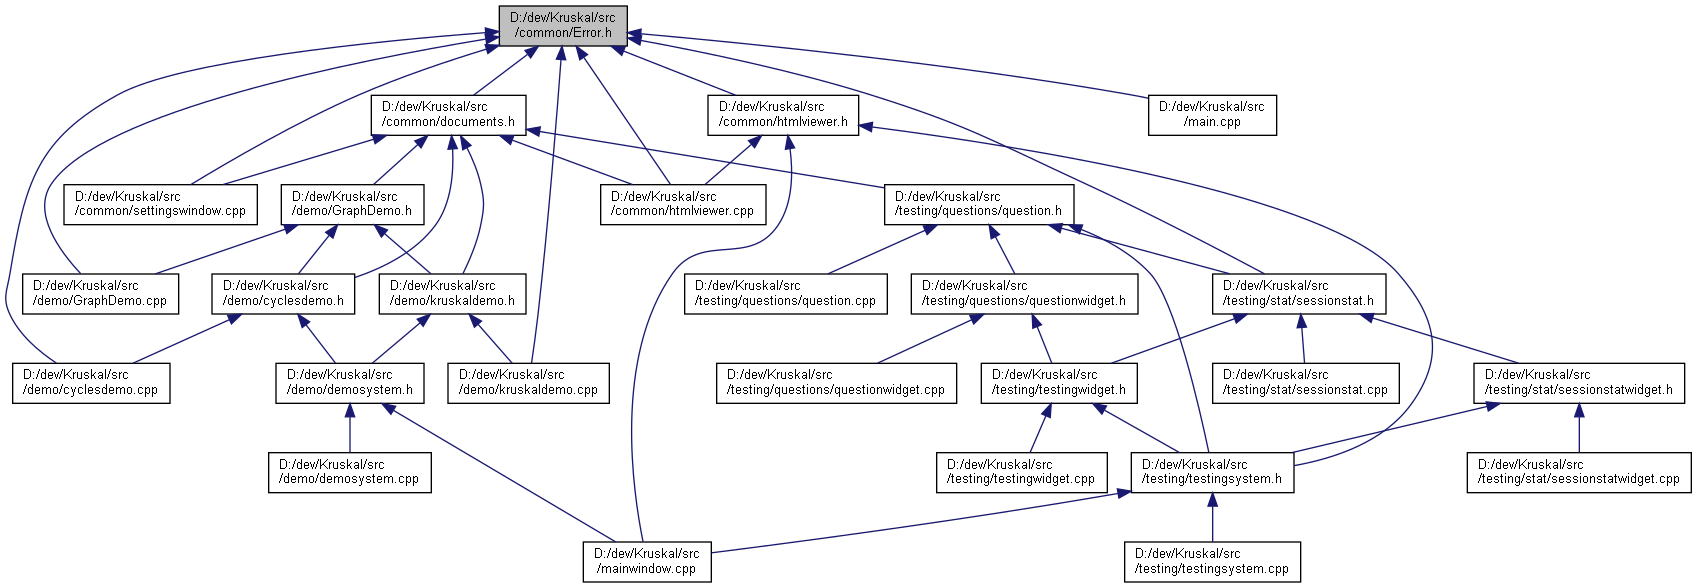 D:/dev/Kruskal/src
/common/Error.h
D:/dev/Kruskal/src
/common/documents.h
D:/dev/Kruskal/src
/common/htmlviewer.h
D:/dev/Kruskal/src
/main.cpp
D:/dev/Kruskal/src
/common/settingswindow.cpp
D:/dev/Kruskal/src
/demo/GraphDemo.h
D:/dev/Kruskal/src
/common/htmlviewer.cpp
D:/dev/Kruskal/src
/testing/questions/question.h
D:/dev/Kruskal/src
/demo/GraphDemo.cpp
D:/dev/Kruskal/src
/demo/cyclesdemo.h
D:/dev/Kruskal/src
/demo/kruskaldemo.h
D:/dev/Kruskal/src
/testing/questions/question.cpp
D:/dev/Kruskal/src
/testing/questions/questionwidget.h
D:/dev/Kruskal/src
/testing/stat/sessionstat.h
D:/dev/Kruskal/src
/demo/cyclesdemo.cpp
D:/dev/Kruskal/src
/demo/demosystem.h
D:/dev/Kruskal/src
/demo/kruskaldemo.cpp
D:/dev/Kruskal/src
/testing/questions/questionwidget.cpp
D:/dev/Kruskal/src
/testing/testingwidget.h
D:/dev/Kruskal/src
/testing/stat/sessionstat.cpp
D:/dev/Kruskal/src
/testing/stat/sessionstatwidget.h
D:/dev/Kruskal/src
/demo/demosystem.cpp
D:/dev/Kruskal/src
/testing/testingwidget.cpp
D:/dev/Kruskal/src
/testing/testingsystem.h
D:/dev/Kruskal/src
/testing/stat/sessionstatwidget.cpp
D:/dev/Kruskal/src
/mainwindow.cpp
D:/dev/Kruskal/src
/testing/testingsystem.cpp